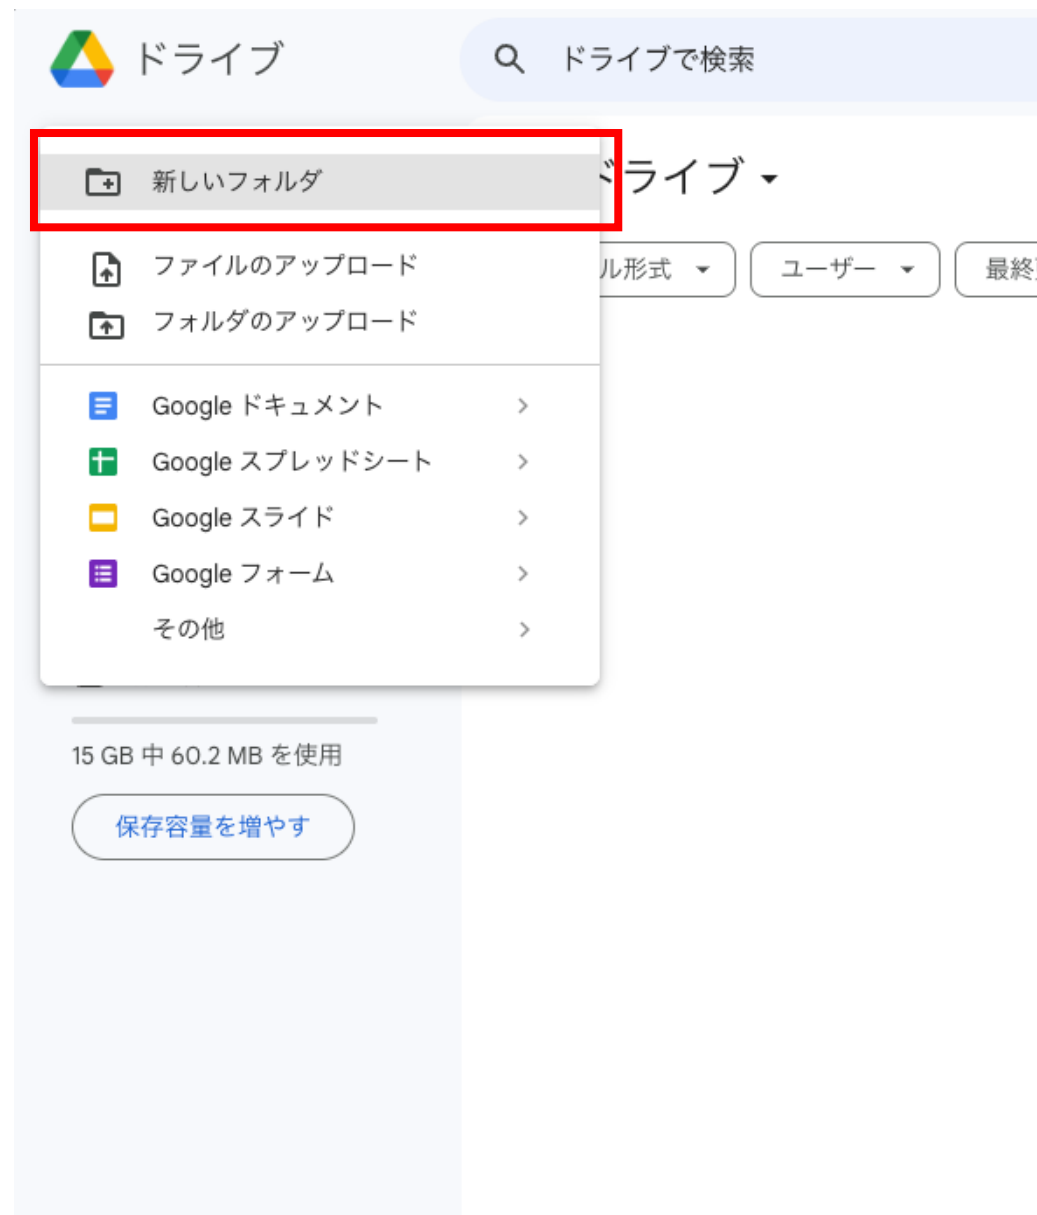 ドライブ
ドライブで検索
新しいフォルダ
ドライブ
ファイルのアップロード
フォルダのアップロード
ル形式
ユーザー
最終
Google ドキュメント
Google スプレッドシート
Google スライド
Google フォーム
その他
15 GB 中 60.2 MB を使用
保存容量を増やす